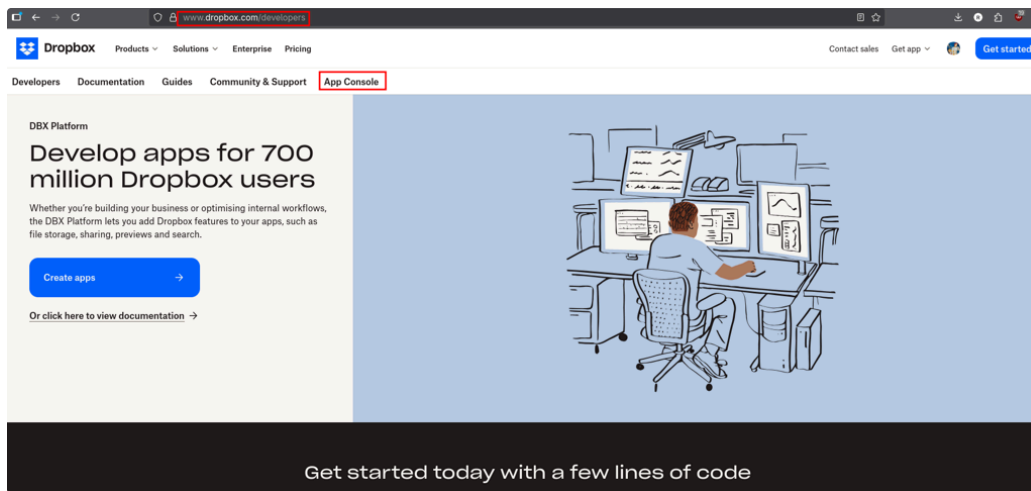 www.dropbox.com/developers
Dropbox Products Solutions Enterprise Pricing Contact sales Get app Get started
Developers Documentation Guides Community & Support App Console
DBX Platform
Develop apps for 700
million Dropbox users
Whether you're building your business or optimising internal workflows,
the DBX Platform lets you add Dropbox features to your apps, such as
file storage, sharing, previews and search.
Create apps
Or click here to view documentation
Get started today with a few lines of code